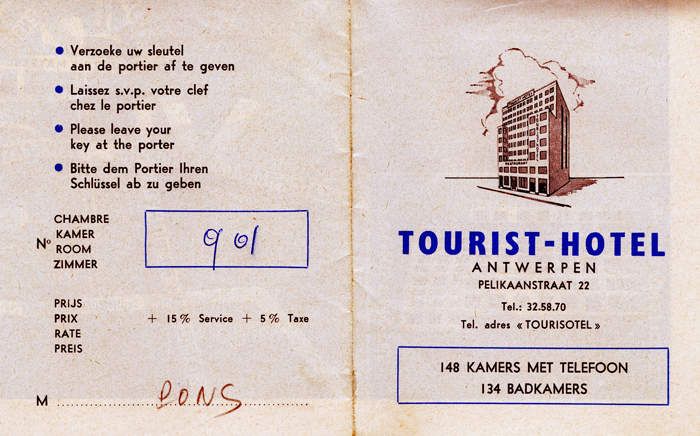 Verzoeke uw sleutel
aan de portier af te geven
Laissez s.v.p. votre clef
chez le portier
Please leave your
key at the porter
Bitte dem Portier Ihren
Schlüssel ab zu geben
CHAMBRE
KAMER
Nº ROOM
ZIMMER
901
PRIJS
PRIX
RATE
PREIS
+ 15% Service + 5% Taxe
M PONS
TOURIST-HOTEL
ANTWERPEN
PELIKAANSTRAAT 22
Tel.: 32.58.70
Tel. adres « TOURISOTEL »
148 KAMERS MET TELEFOON
134 BADKAMERS